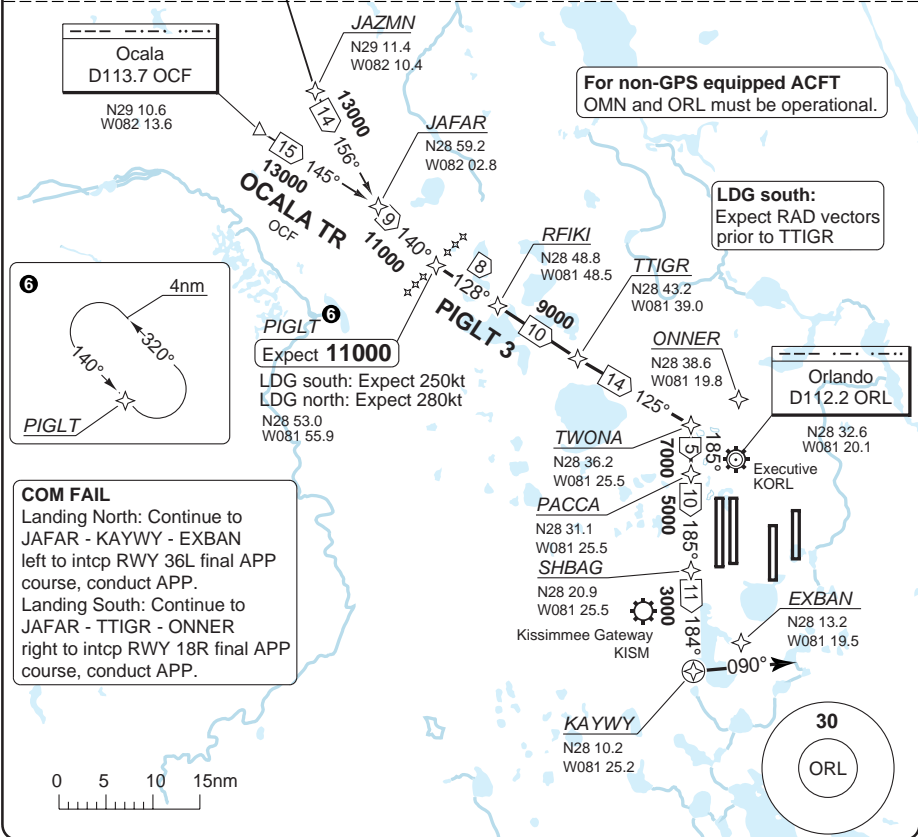 Ocala
D113.7 OCF
N29 10.6
W082 13.6
JAZMN
N29 11.4
W082 10.4
13000
14
156°
15
145°
13000
OCALA TR
OCF
JAFAR
N28 59.2
W082 02.8
9
140°
11000
For non-GPS equipped ACFT
OMN and ORL must be operational.
LDG south:
Expect RAD vectors
prior to TTIGR
6
4nm
140°
320°
PIGLT
PIGLT 6
Expect 11000
LDG south: Expect 250kt
LDG north: Expect 280kt
N28 53.0
W081 55.9
8
128°
PIGLT 3
RFIKI
N28 48.8
W081 48.5
9000
10
TTIGR
N28 43.2
W081 39.0
14
125°
ONNER
N28 38.6
W081 19.8
Orlando
D112.2 ORL
N28 32.6
W081 20.1
Executive
KORL
TWONA
N28 36.2
W081 25.5
5
185°
7000
PACCA
N28 31.1
W081 25.5
10
185°
5000
SHBAG
N28 20.9
W081 25.5
11
184°
3000
Kissimmee Gateway
KISM
EXBAN
N28 13.2
W081 19.5
090°
KAYWY
N28 10.2
W081 25.2
COM FAIL
Landing North: Continue to
JAFAR - KAYWY - EXBAN
left to intcp RWY 36L final APP
course, conduct APP.
Landing South: Continue to
JAFAR - TTIGR - ONNER
right to intcp RWY 18R final APP
course, conduct APP.
0 5 10 15nm
30
ORL